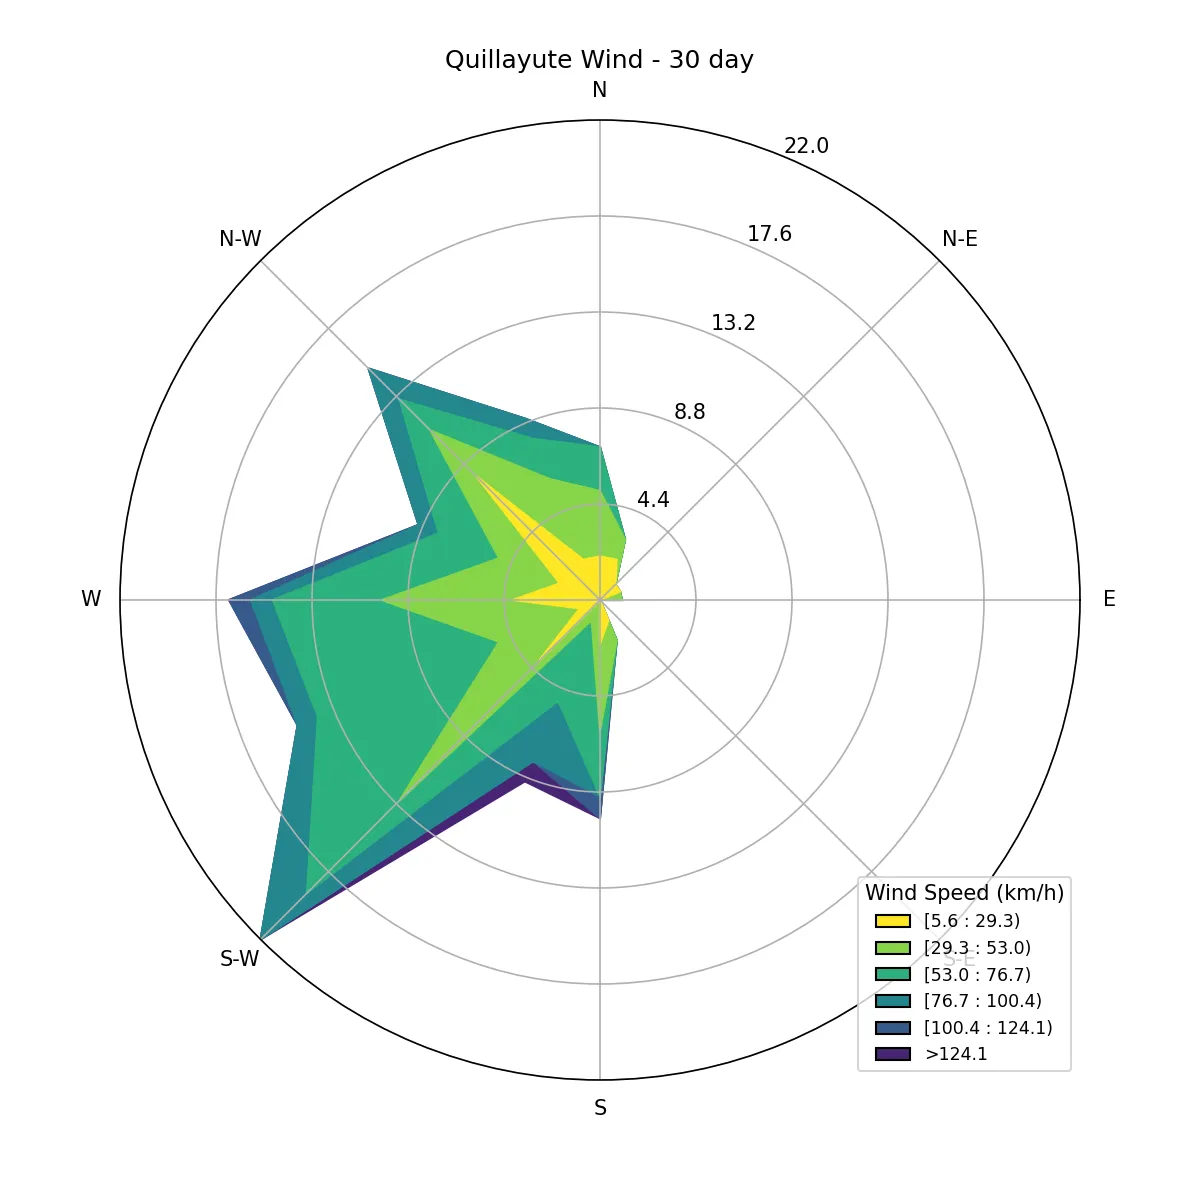 Quillayute Wind - 30 day
N
22.0
17.6
N-W
N-E
13.2
8.8
4.4
W
E
Wind Speed (km/h)
[5.6 : 29.3)
[29.3 : 53.0)
S-W
S-E
[53.0 : 76.7)
[76.7 : 100.4)
[100.4 : 124.1)
>124.1
S